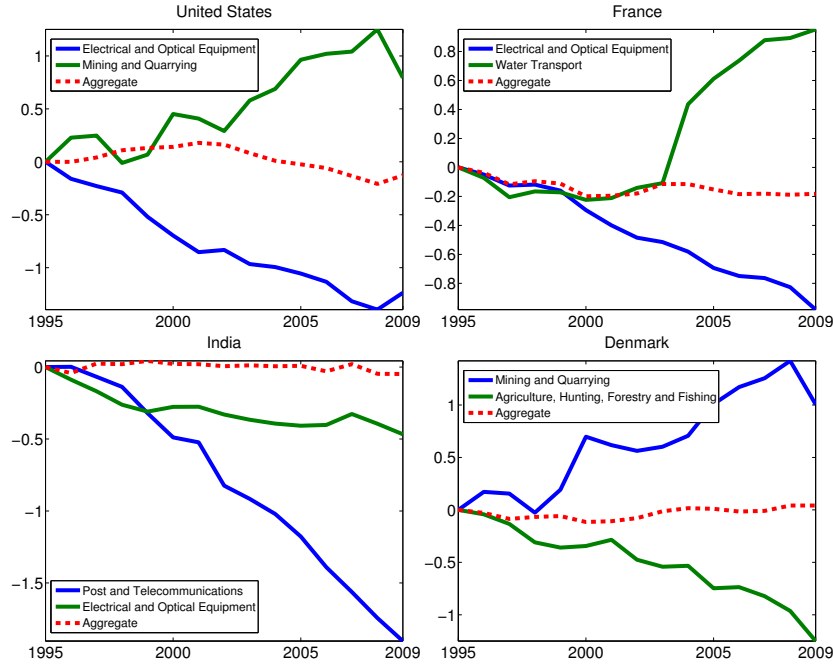 United States
1
0.5
0
−0.5
−1
1995
2000
2005
2009
Electrical and Optical Equipment
Mining and Quarrying
Aggregate
France
0.8
0.6
0.4
0.2
0
−0.2
−0.4
−0.6
−0.8
1995
2000
2005
2009
Electrical and Optical Equipment
Water Transport
Aggregate
India
0
−0.5
−1
−1.5
1995
2000
2005
2009
Post and Telecommunications
Electrical and Optical Equipment
Aggregate
Denmark
1
0.5
0
−0.5
−1
1995
2000
2005
2009
Mining and Quarrying
Agriculture, Hunting, Forestry and Fishing
Aggregate